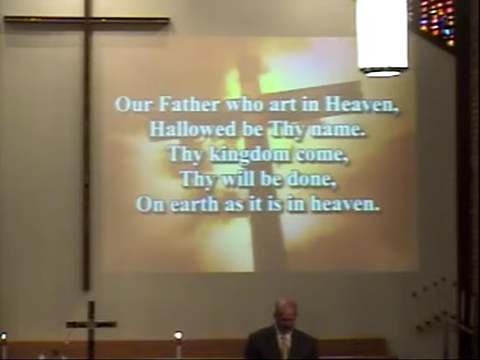 Our Father who art in Heaven,
Hallowed be Thy name.
Thy kingdom come,
Thy will be done,
On earth as it is in heaven.